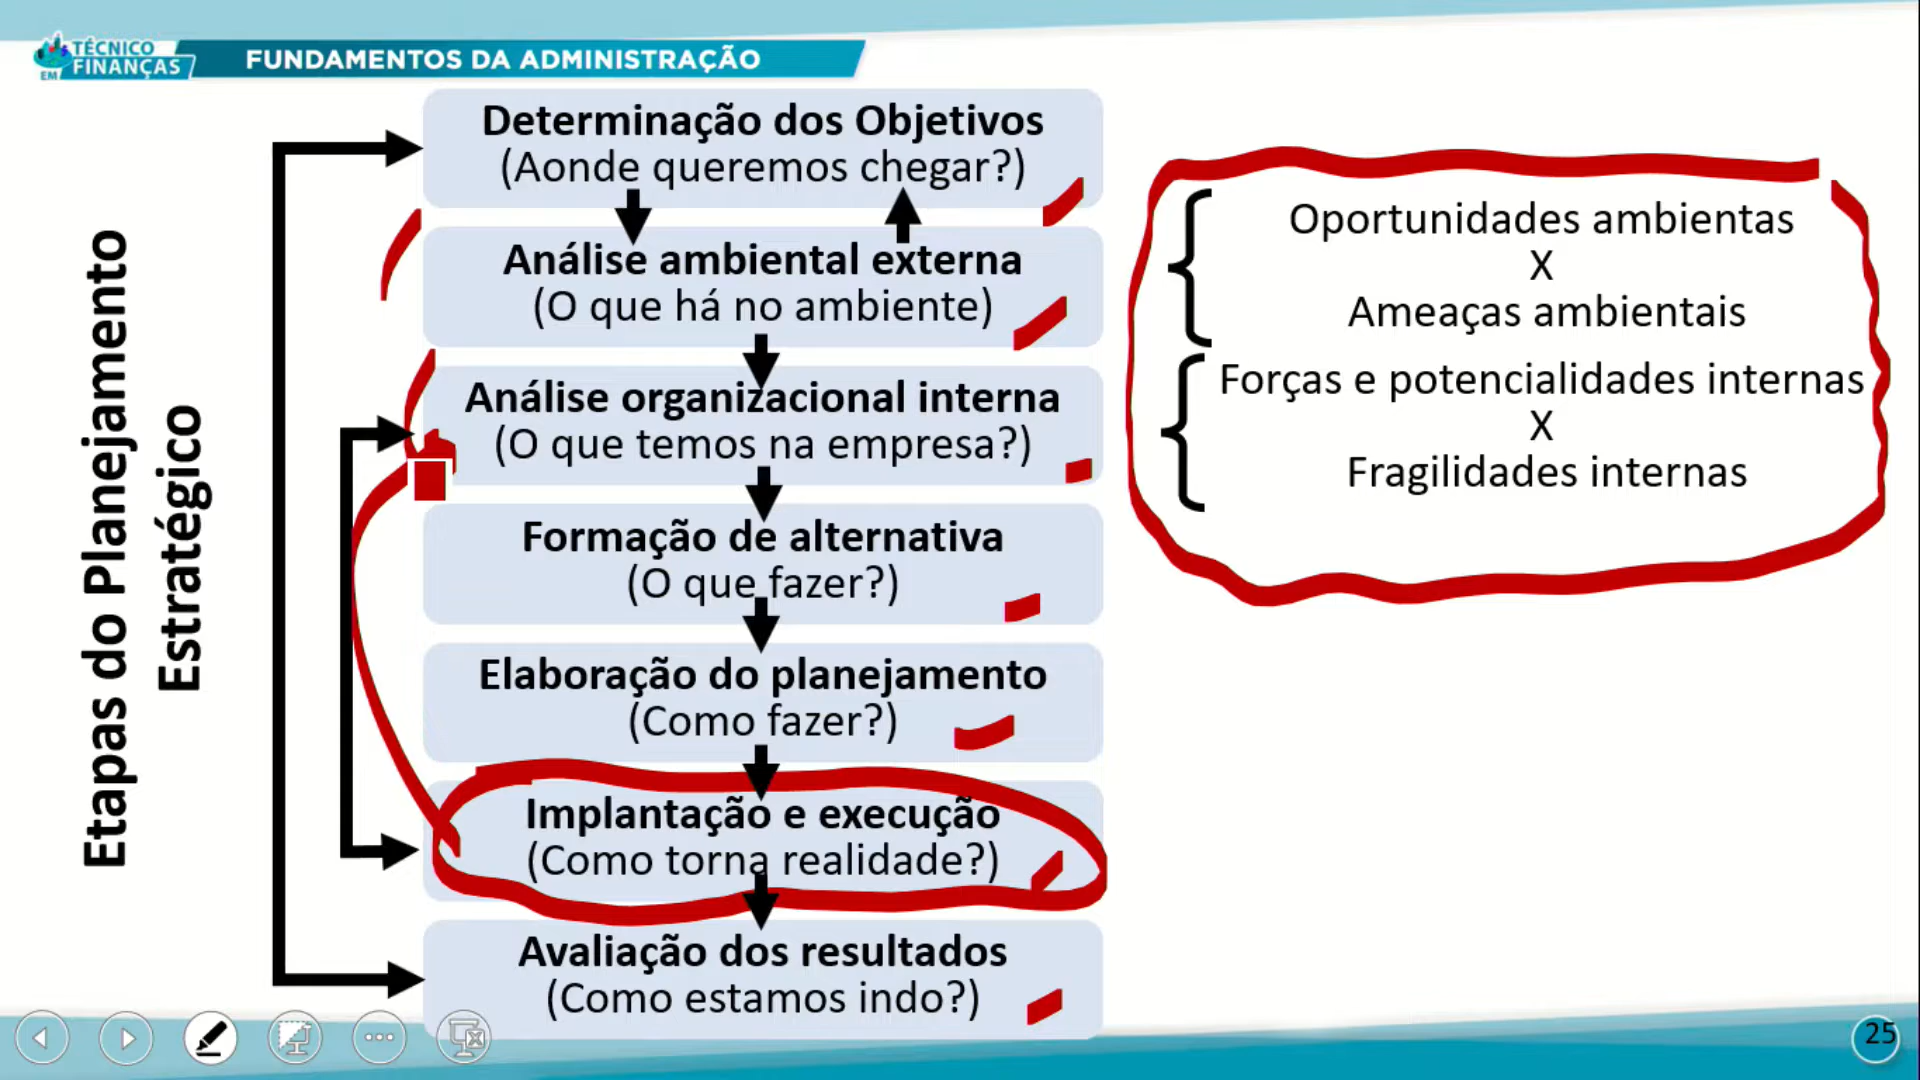 TÉCNICO
EM FINANÇAS
FUNDAMENTOS DA ADMINISTRAÇÃO
Etapas do Planejamento
Estratégico
Determinação dos Objetivos
(Aonde queremos chegar?)
Análise ambiental externa
(O que há no ambiente)
Análise organizacional interna
(O que temos na empresa?)
Formação de alternativa
(O que fazer?)
Elaboração do planejamento
(Como fazer?)
Implantação e execução
(Como torna realidade?)
Avaliação dos resultados
(Como estamos indo?)
Oportunidades ambientas
X
Ameaças ambientais
Forças e potencialidades internas
X
Fragilidades internas
25